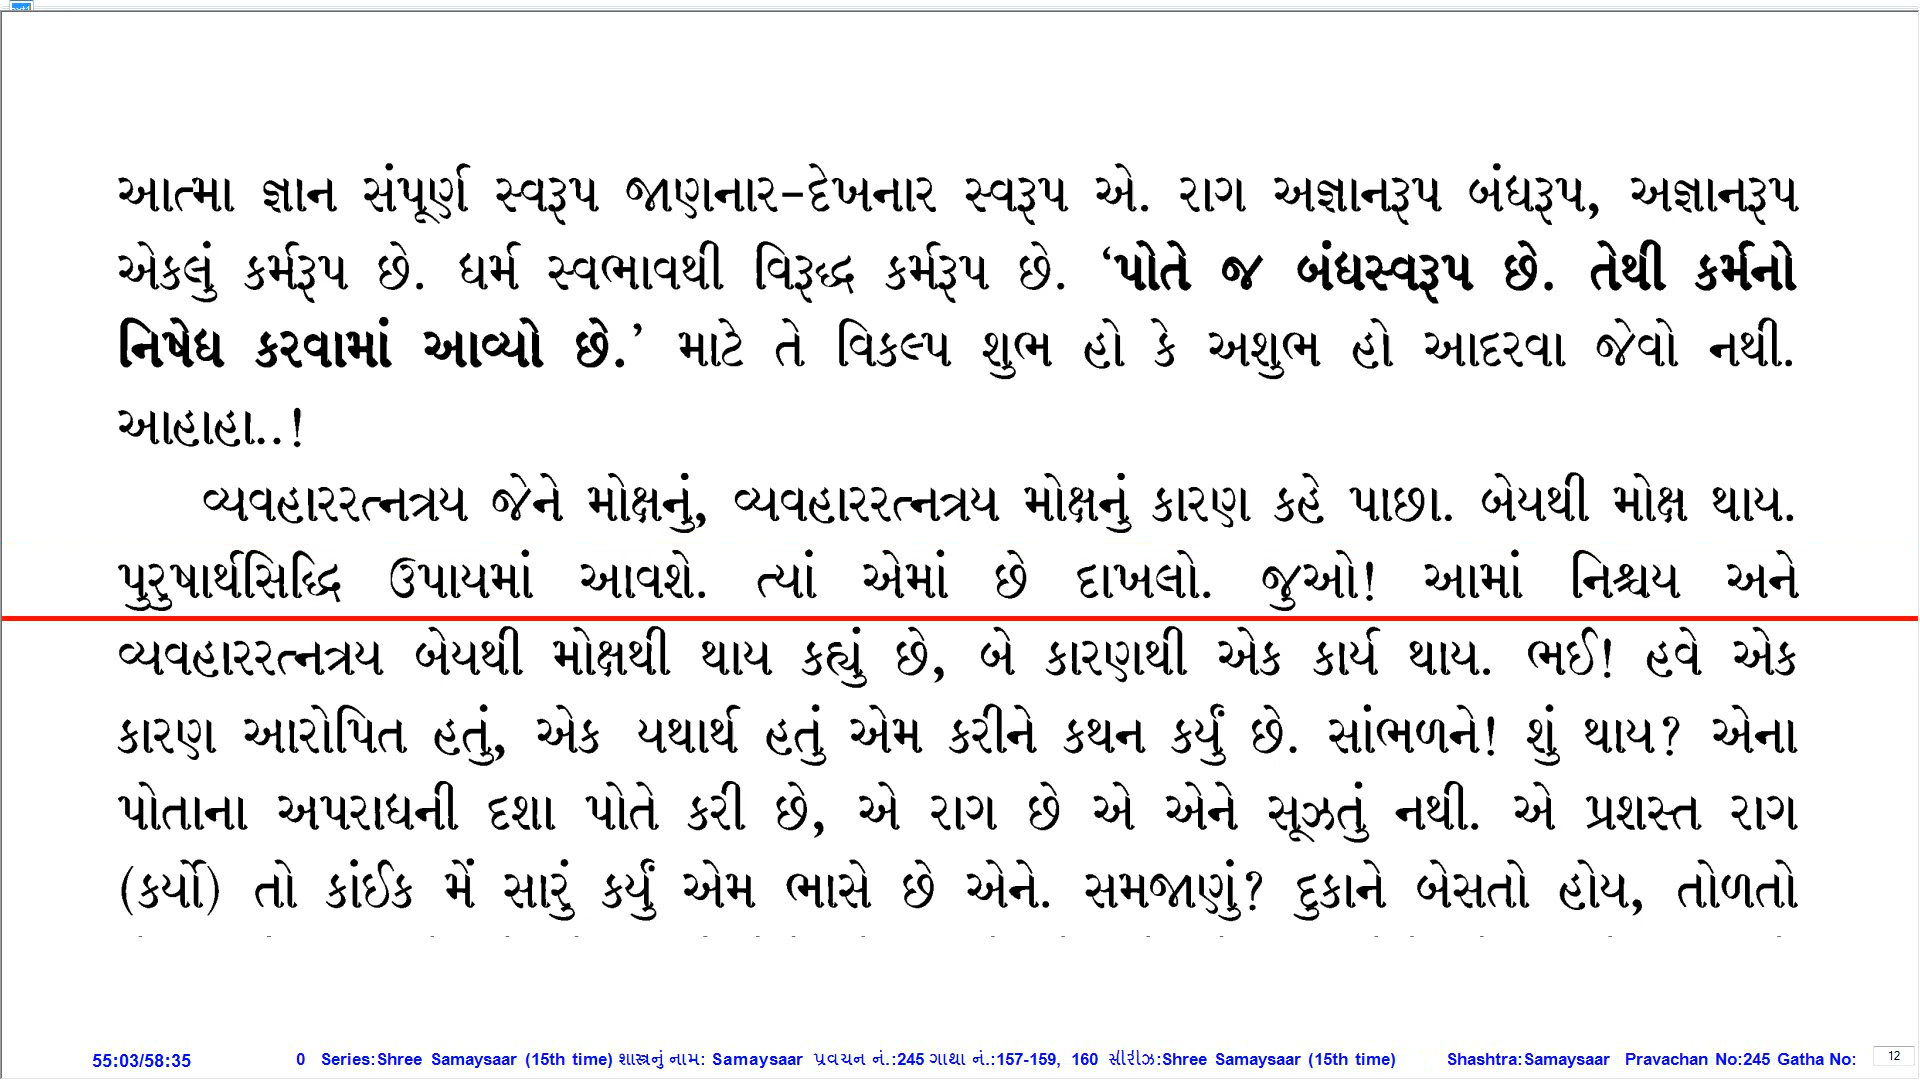 આત્મા જ્ઞાન સંપૂર્ણ સ્વરૂપ જાણનાર-દેખનાર સ્વરૂપ એ. રાગ અજ્ઞાનરૂપ બંધરૂપ, અજ્ઞાનરૂપ
એકલું કર્મરૂપ છે. ધર્મ સ્વભાવથી વિરૂદ્ધ કર્મરૂપ છે. ‘પોતે જ બંધસ્વરૂપ છે. તેથી કર્મનો
નિષેધ કરવામાં આવ્યો છે.’ માટે તે વિકલ્પ શુભ હો કે અશુભ હો આદરવા જેવો નથી.
આહાહા..!
વ્યવહારરત્નત્રય જેને મોક્ષનું, વ્યવહારરત્નત્રય મોક્ષનું કારણ કહે પાછા. બેયથી મોક્ષ થાય.
પુરુષાર્થસિદ્ધિ ઉપાયમાં આવશે. ત્યાં એમાં છે દાખલો. જુઓ! આમાં નિશ્ચય અને
વ્યવહારરત્નત્રય બેયથી મોક્ષથી થાય કહ્યું છે, બે કારણથી એક કાર્ય થાય. ભઈ! હવે એક
કારણ આરોપિત હતું, એક યથાર્થ હતું એમ કરીને કથન કર્યું છે. સાંભળને! શું થાય? એના
પોતાના અપરાધની દશા પોતે કરી છે, એ રાગ છે એ એને સૂઝતું નથી. એ પ્રશસ્ત રાગ
(કર્યો) તો કાંઈક મેં સારું કર્યું એમ ભાસે છે એને. સમજાણું? દુકાને બેસતો હોય, તોળતો
55:03/58:35 0 Series:Shree Samaysaar (15th time) શાસ્ત્રનું નામ: Samaysaar પ્રવચન નં.:245 ગાથા નં.:157-159, 160 સીરીઝ:Shree Samaysaar (15th time) Shashtra:Samaysaar Pravachan No:245 Gatha No: 12